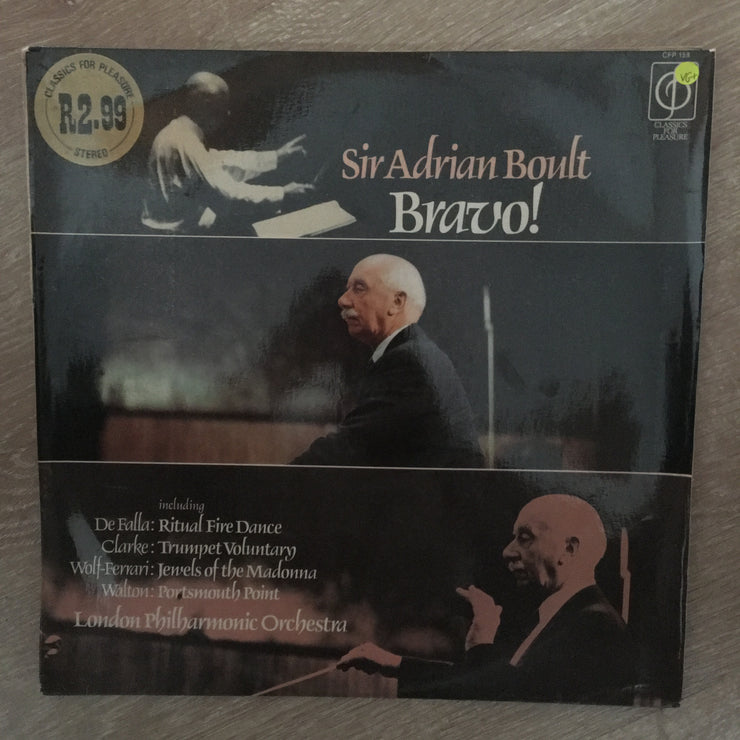 CFP 158
CLASSICS FOR PLEASURE
R2.99
STEREO
VG+
CLASSICS
FOR
PLEASURE
Sir Adrian Boult
Bravo!
including
De Falla: Ritual Fire Dance
Clarke: Trumpet Voluntary
Wolf-Ferrari: Jewels of the Madonna
Walton: Portsmouth Point
London Philharmonic Orchestra